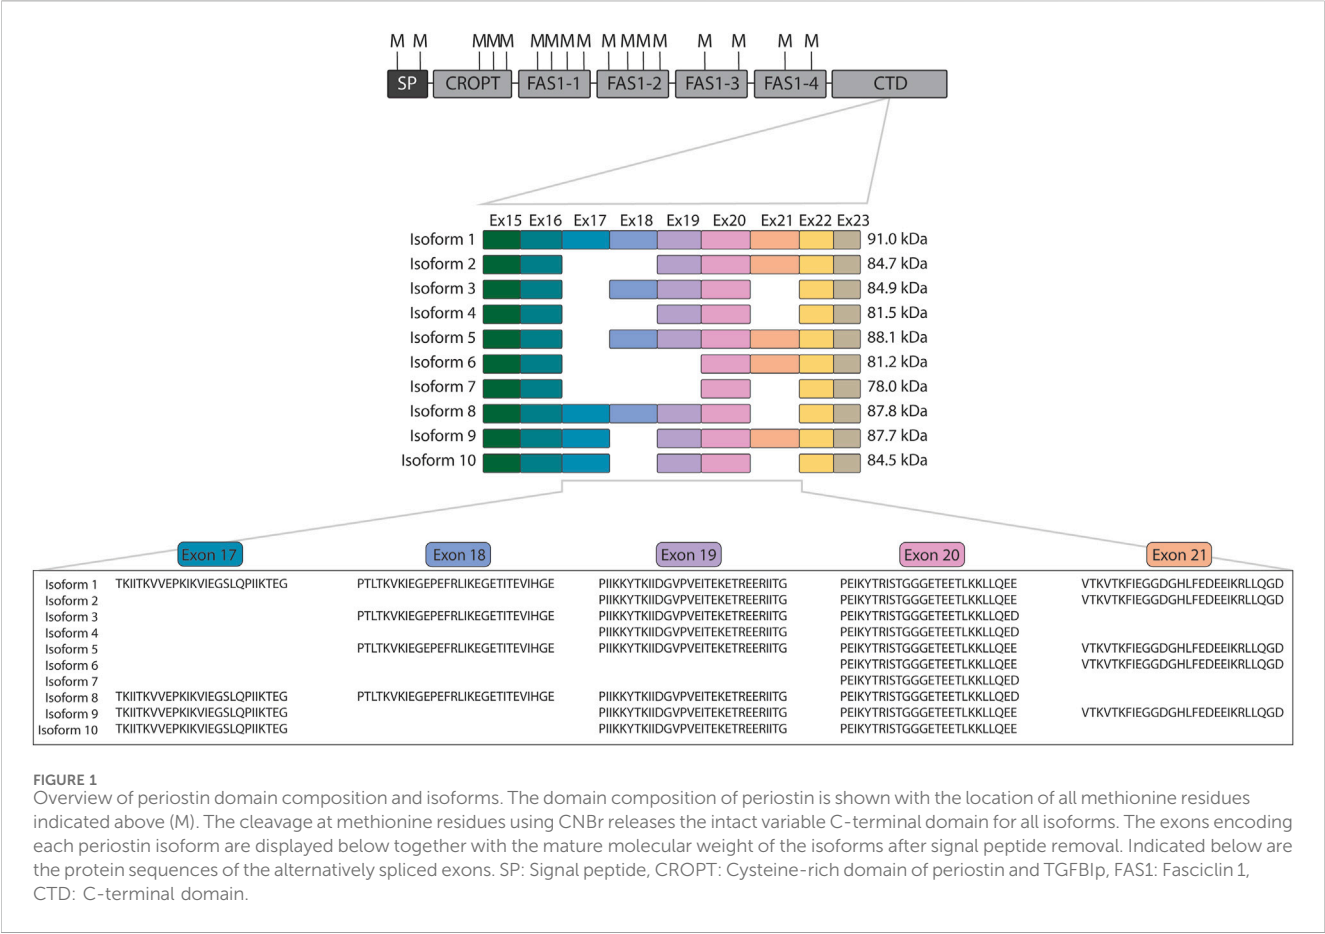 M M MMM MMMM M MMM M M M M
SP CROPT FAS1-1 FAS1-2 FAS1-3 FAS1-4 CTD
Ex15 Ex16 Ex17 Ex18 Ex19 Ex20 Ex21 Ex22 Ex23
Isoform 1 91.0 kDa
Isoform 2 84.7 kDa
Isoform 3 84.9 kDa
Isoform 4 81.5 kDa
Isoform 5 88.1 kDa
Isoform 6 81.2 kDa
Isoform 7 78.0 kDa
Isoform 8 87.8 kDa
Isoform 9 87.7 kDa
Isoform 10 84.5 kDa
Exon 17 Exon 18 Exon 19 Exon 20 Exon 21
Isoform 1 TKIITKVVEPKIKVIEGSLQPIIKTEG PTLTKVKIEGEPEFRLIKEGETITEVIHGE PIIKKYTKIIDGVPVEITEKETREERIITG PEIKYTRISTGGGETEETLKKLLQEE VTKVTKFIEGGDGHLFEDEEIKRLLQGD
Isoform 2 PIIKKYTKIIDGVPVEITEKETREERIITG PEIKYTRISTGGGETEETLKKLLQEE VTKVTKFIEGGDGHLFEDEEIKRLLQGD
Isoform 3 PTLTKVKIEGEPEFRLIKEGETITEVIHGE PIIKKYTKIIDGVPVEITEKETREERIITG PEIKYTRISTGGGETEETLKKLLQED
Isoform 4 PIIKKYTKIIDGVPVEITEKETREERIITG PEIKYTRISTGGGETEETLKKLLQED
Isoform 5 PTLTKVKIEGEPEFRLIKEGETITEVIHGE PIIKKYTKIIDGVPVEITEKETREERIITG PEIKYTRISTGGGETEETLKKLLQEE VTKVTKFIEGGDGHLFEDEEIKRLLQGD
Isoform 6 PEIKYTRISTGGGETEETLKKLLQEE VTKVTKFIEGGDGHLFEDEEIKRLLQGD
Isoform 7 PEIKYTRISTGGGETEETLKKLLQED
Isoform 8 TKIITKVVEPKIKVIEGSLQPIIKTEG PTLTKVKIEGEPEFRLIKEGETITEVIHGE PIIKKYTKIIDGVPVEITEKETREERIITG PEIKYTRISTGGGETEETLKKLLQED
Isoform 9 TKIITKVVEPKIKVIEGSLQPIIKTEG PIIKKYTKIIDGVPVEITEKETREERIITG PEIKYTRISTGGGETEETLKKLLQEE VTKVTKFIEGGDGHLFEDEEIKRLLQGD
Isoform 10 TKIITKVVEPKIKVIEGSLQPIIKTEG PIIKKYTKIIDGVPVEITEKETREERIITG PEIKYTRISTGGGETEETLKKLLQEE
FIGURE 1
Overview of periostin domain composition and isoforms. The domain composition of periostin is shown with the location of all methionine residues
indicated above (M). The cleavage at methionine residues using CNBr releases the intact variable C-terminal domain for all isoforms. The exons encoding
each periostin isoform are displayed below together with the mature molecular weight of the isoforms after signal peptide removal. Indicated below are
the protein sequences of the alternatively spliced exons. SP: Signal peptide, CROPT: Cysteine-rich domain of periostin and TGFBIp, FAS1: Fasciclin 1,
CTD: C-terminal domain.